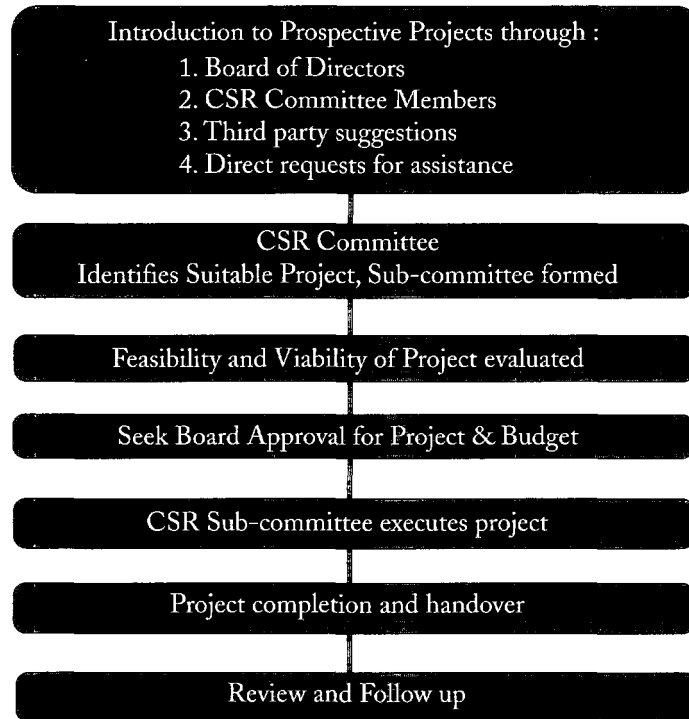 Introduction to Prospective Projects through :
1. Board of Directors
2. CSR Committee Members
3. Third party suggestions
4. Direct requests for assistance
CSR Committee
Identifies Suitable Project, Sub-committee formed
Feasibility and Viability of Project evaluated
Seek Board Approval for Project & Budget
CSR Sub-committee executes project
Project completion and handover
Review and Follow up